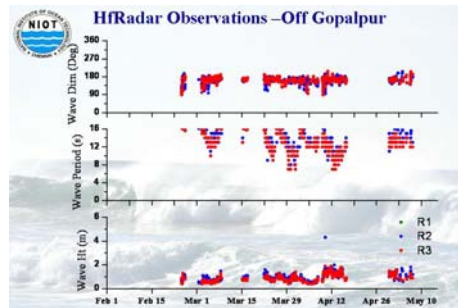 HfRadar Observations –Off Gopalpur
NIOT
Wave Dirn (Deg)
360
270
180
90
0
Wave Period (s)
16
12
8
4
0
Wave Ht (m)
6
4
2
0
R1
R2
R3
Feb 1 Feb 15 Mar 1 Mar 15 Mar 29 Apr 12 Apr 26 May 10